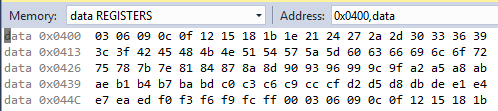 Memory: data REGISTERS Address: 0x0400,data
data 0x0400 03 06 09 0c 0f 12 15 18 1b 1e 21 24 27 2a 2d 30 33 36 39
data 0x0413 3c 3f 42 45 48 4b 4e 51 54 57 5a 5d 60 63 66 69 6c 6f 72
data 0x0426 75 78 7b 7e 81 84 87 8a 8d 90 93 96 99 9c 9f a2 a5 a8 ab
data 0x0439 ae b1 b4 b7 ba bd c0 c3 c6 c9 cc cf d2 d5 d8 db de e1 e4
data 0x044C e7 ea ed f0 f3 f6 f9 fc ff 00 03 06 09 0c 0f 12 15 18 1b